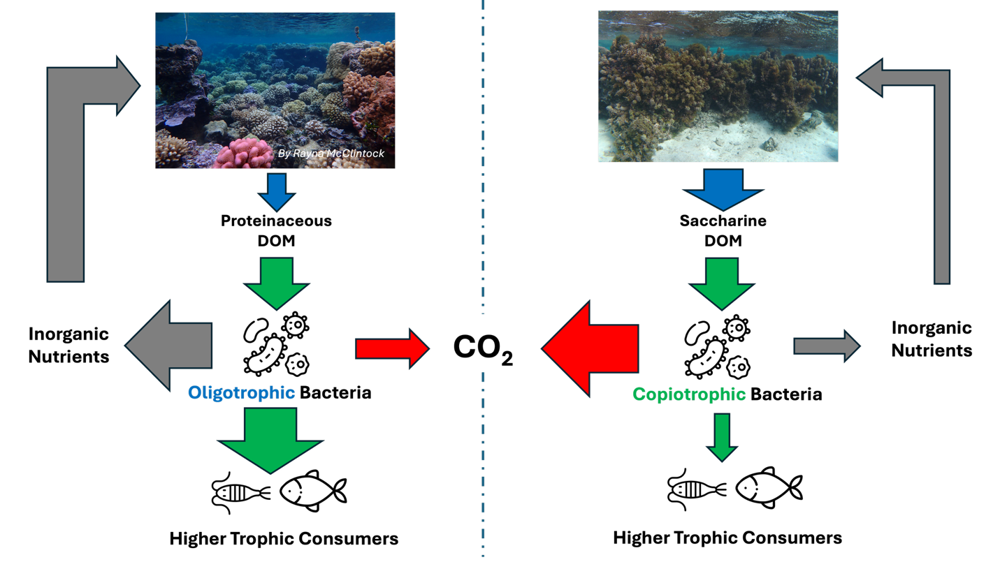 By Rayna McClintock
Proteinaceous
DOM
Inorganic
Nutrients
Oligotrophic Bacteria
Higher Trophic Consumers
CO₂
Saccharine
DOM
Copiotrophic Bacteria
Inorganic
Nutrients
Higher Trophic Consumers